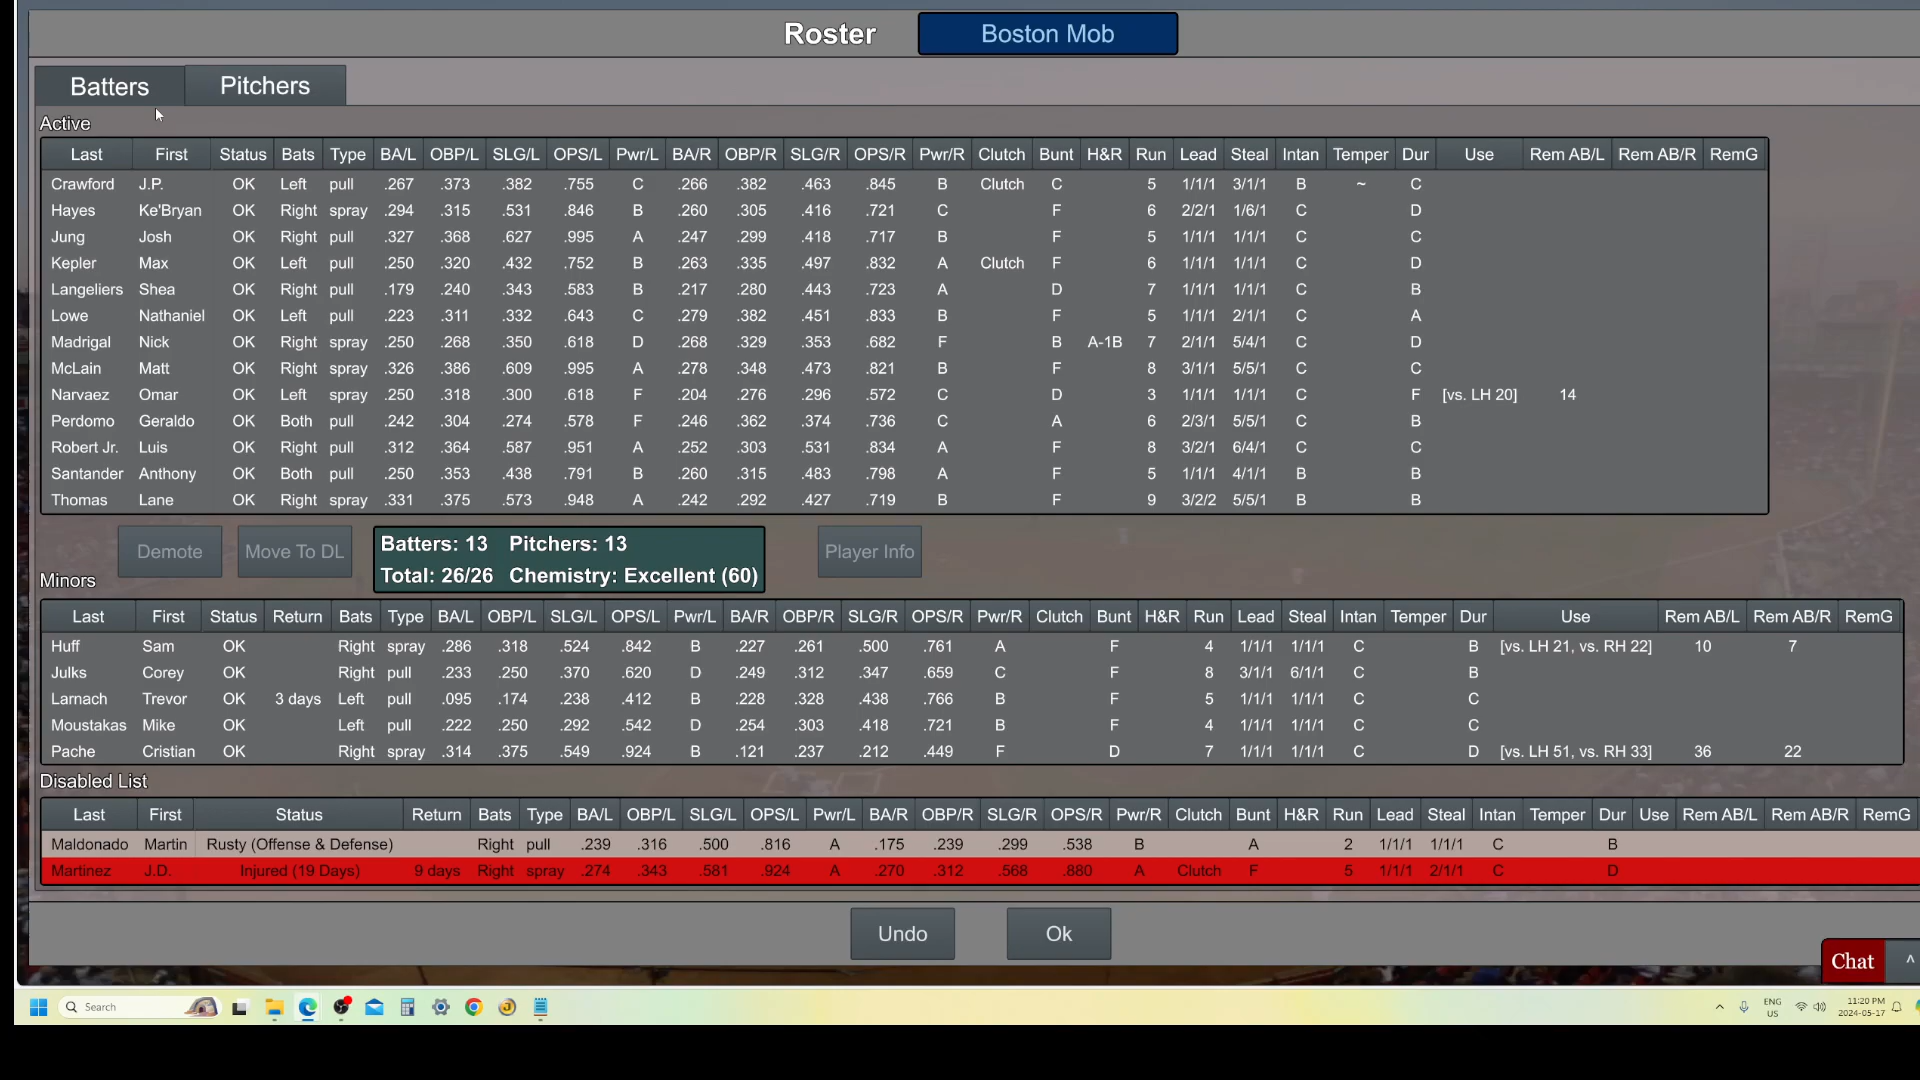 Roster Boston Mob
Batters Pitchers
Active
Last First Status Bats Type BA/L OBP/L SLG/L OPS/L Pwr/L BA/R OBP/R SLG/R OPS/R Pwr/R Clutch Bunt H&R Run Lead Steal Intan Temper Dur Use Rem AB/L Rem AB/R RemG
Crawford J.P. OK Left pull .267 .373 .382 .755 C .266 .382 .463 .845 B Clutch C 5 1/1/1 3/1/1 B ~ C
Hayes Ke'Bryan OK Right spray .294 .315 .531 .846 B .260 .305 .416 .721 C F 6 2/2/1 1/6/1 C D
Jung Josh OK Right pull .327 .368 .627 .995 A .247 .299 .418 .717 B F 5 1/1/1 1/1/1 C C
Kepler Max OK Left pull .250 .320 .432 .752 B .263 .335 .497 .832 A Clutch F 6 1/1/1 1/1/1 C D
Langeliers Shea OK Right pull .179 .240 .343 .583 B .217 .280 .443 .723 A D 7 1/1/1 1/1/1 C B
Lowe Nathaniel OK Left pull .223 .311 .332 .643 C .279 .382 .451 .833 B F 5 1/1/1 2/1/1 C A
Madrigal Nick OK Right spray .250 .268 .350 .618 D .268 .329 .353 .682 F B A-1B 7 2/1/1 5/4/1 C D
McLain Matt OK Right spray .326 .386 .609 .995 A .278 .348 .473 .821 B F 8 3/1/1 5/5/1 C C
Narvaez Omar OK Left spray .250 .318 .300 .618 F .204 .276 .296 .572 C D 3 1/1/1 1/1/1 C F [vs. LH 20] 14
Perdomo Geraldo OK Both pull .242 .304 .274 .578 F .246 .362 .374 .736 C A 6 2/3/1 5/5/1 C B
Robert Jr. Luis OK Right pull .312 .364 .587 .951 A .252 .303 .531 .834 A F 8 3/2/1 6/4/1 C C
Santander Anthony OK Both pull .250 .353 .438 .791 B .260 .315 .483 .798 A F 5 1/1/1 4/1/1 B B
Thomas Lane OK Right spray .331 .375 .573 .948 A .242 .292 .427 .719 B F 9 3/2/2 5/5/1 B B
Demote Move To DL Batters: 13 Pitchers: 13 Player Info
Total: 26/26 Chemistry: Excellent (60)
Minors
Last First Status Return Bats Type BA/L OBP/L SLG/L OPS/L Pwr/L BA/R OBP/R SLG/R OPS/R Pwr/R Clutch Bunt H&R Run Lead Steal Intan Temper Dur Use Rem AB/L Rem AB/R RemG
Huff Sam OK Right spray .286 .318 .524 .842 B .227 .261 .500 .761 A F 4 1/1/1 1/1/1 C B [vs. LH 21, vs. RH 22] 10 7
Julks Corey OK Right pull .233 .250 .370 .620 D .249 .312 .347 .659 C F 8 3/1/1 6/1/1 C B
Larnach Trevor OK 3 days Left pull .095 .174 .238 .412 B .228 .328 .438 .766 B F 5 1/1/1 1/1/1 C C
Moustakas Mike OK Left pull .222 .250 .292 .542 D .254 .303 .418 .721 B F 4 1/1/1 1/1/1 C C
Pache Cristian OK Right spray .314 .375 .549 .924 B .121 .237 .212 .449 F D 7 1/1/1 1/1/1 C D [vs. LH 51, vs. RH 33] 36 22
Disabled List
Last First Status Return Bats Type BA/L OBP/L SLG/L OPS/L Pwr/L BA/R OBP/R SLG/R OPS/R Pwr/R Clutch Bunt H&R Run Lead Steal Intan Temper Dur Use Rem AB/L Rem AB/R RemG
Maldonado Martin Rusty (Offense & Defense) Right pull .239 .316 .500 .816 A .175 .239 .299 .538 B A 2 1/1/1 1/1/1 C B
Martinez J.D. Injured (19 Days) 9 days Right spray .274 .343 .581 .924 A .270 .312 .568 .880 A Clutch F 5 1/1/1 2/1/1 C D
Undo Ok
Chat ^
Search ENG 11:20 PM
US 2024-05-17